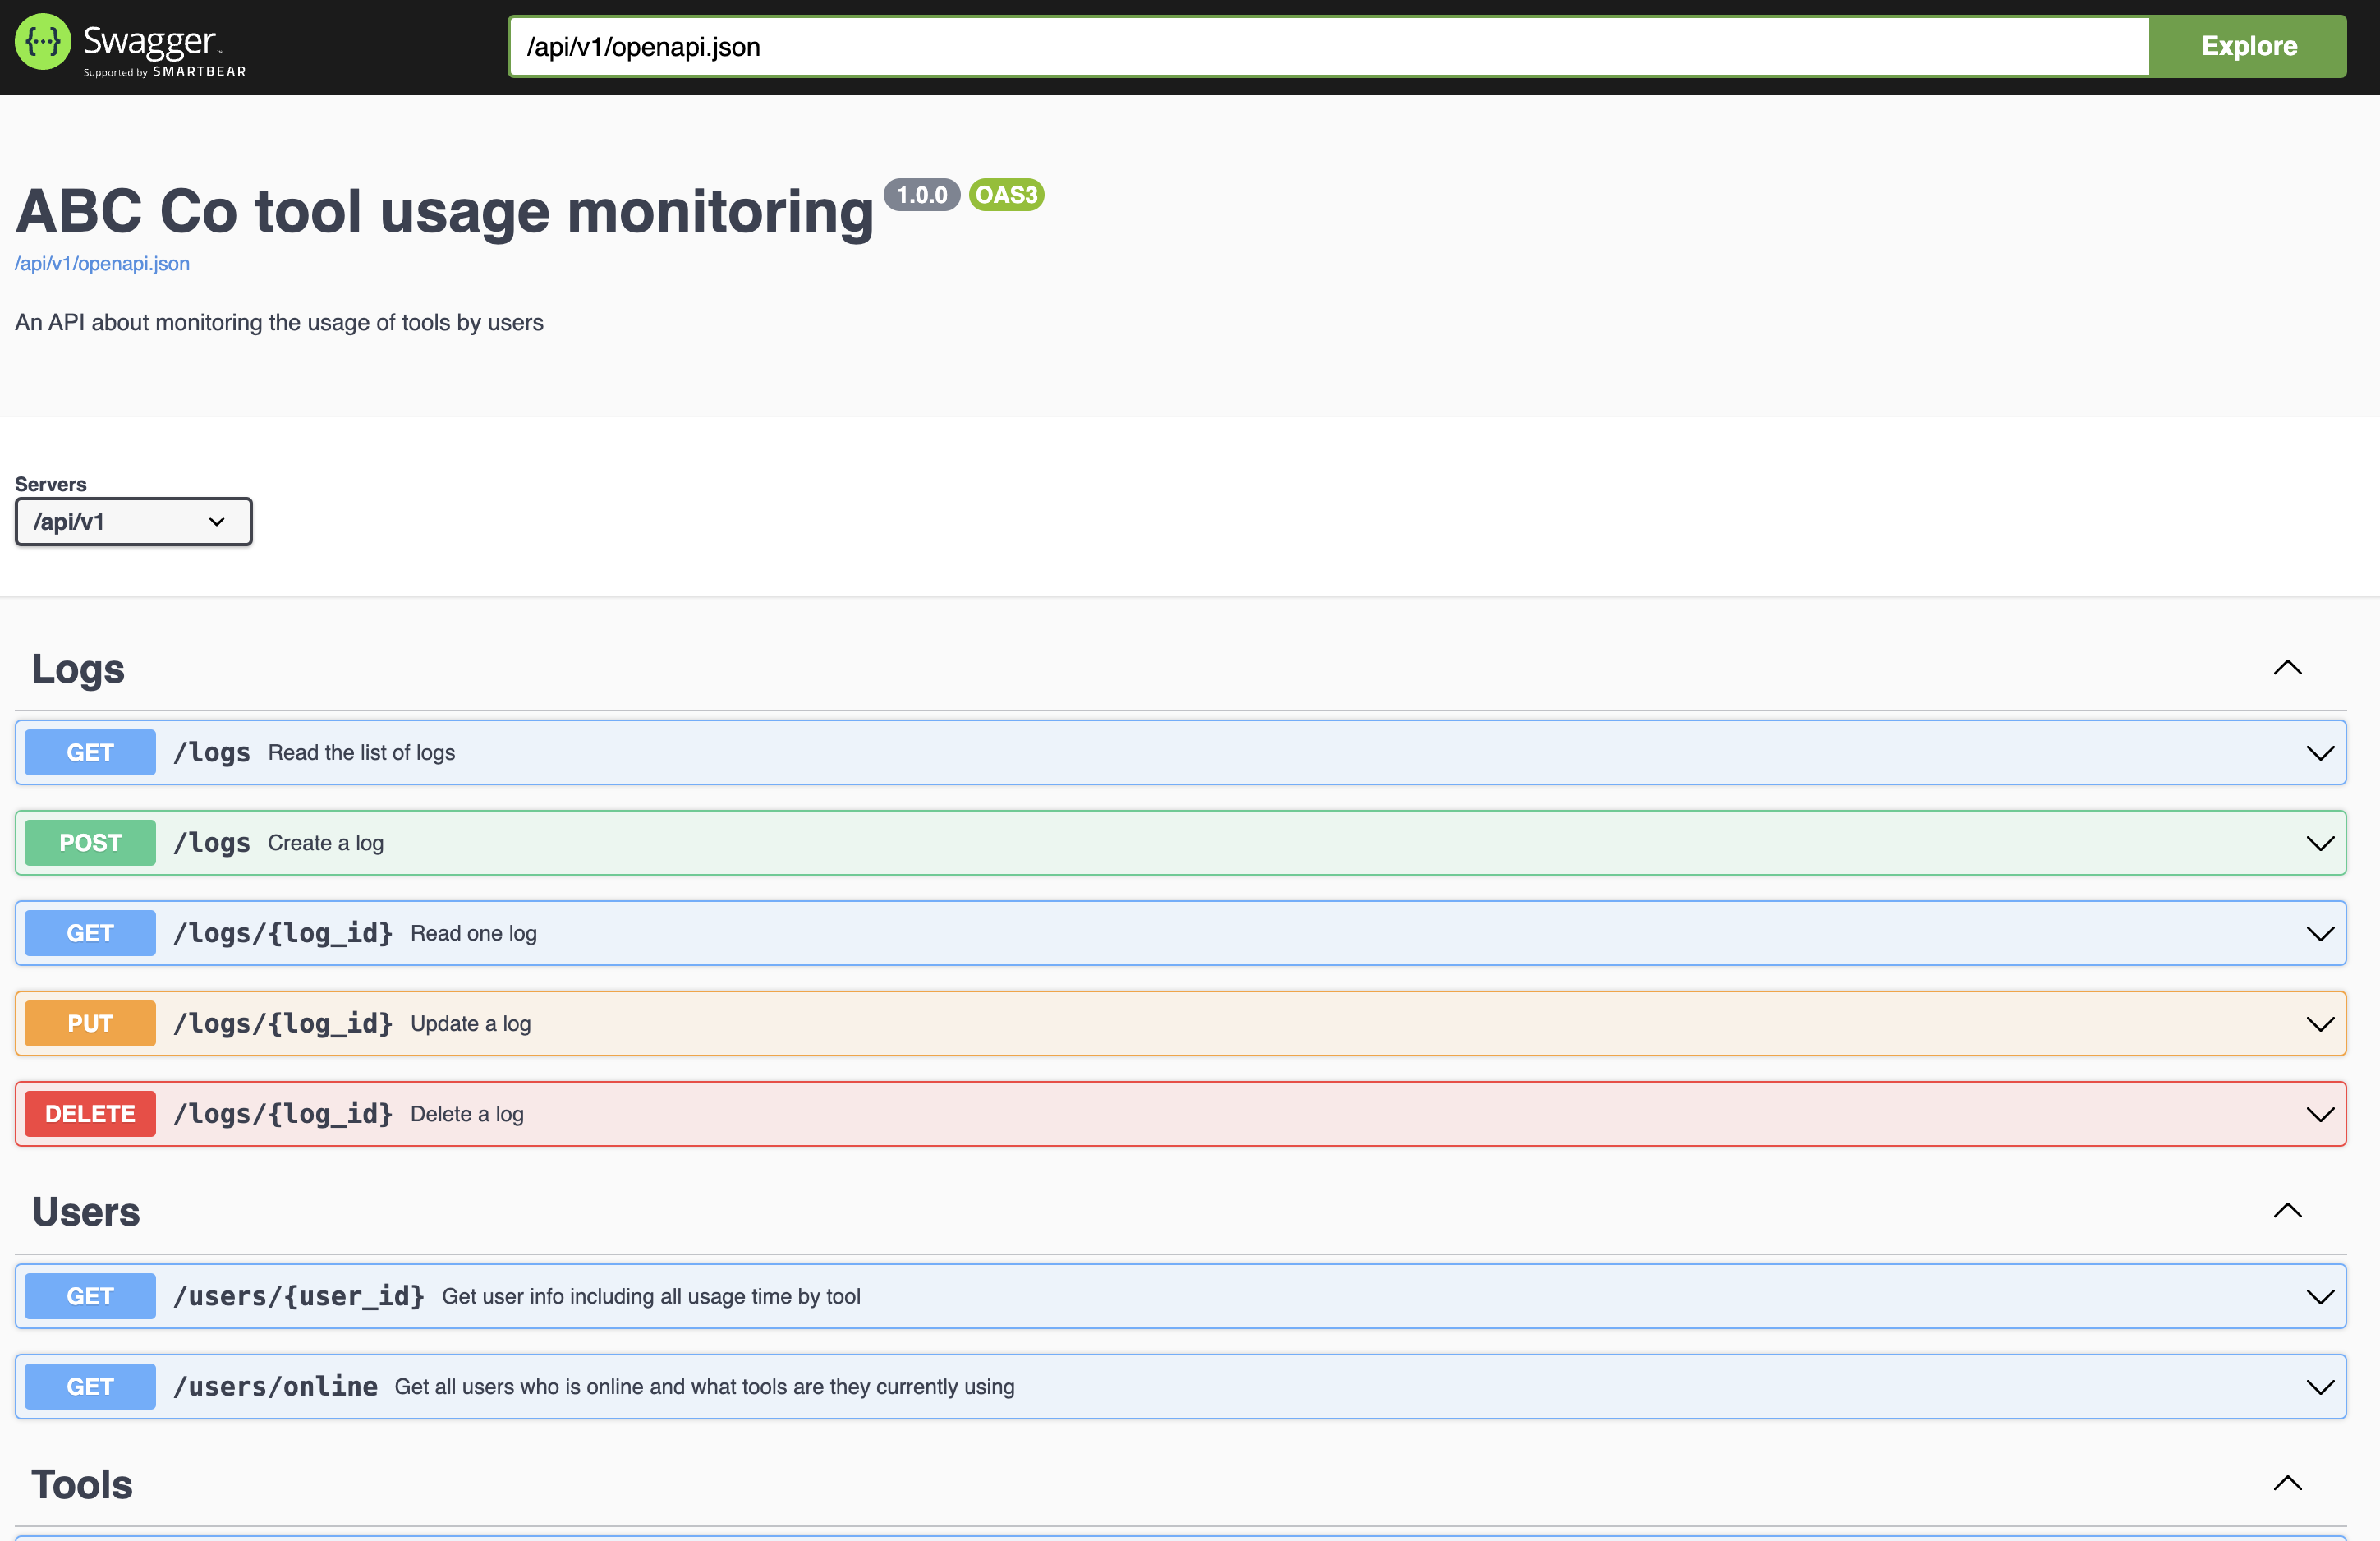 Swagger™
Supported by SMARTBEAR
/api/v1/openapi.json
Explore
ABC Co tool usage monitoring 1.0.0 OAS3
/api/v1/openapi.json
An API about monitoring the usage of tools by users
Servers
/api/v1
Logs
GET /logs Read the list of logs
POST /logs Create a log
GET /logs/{log_id} Read one log
PUT /logs/{log_id} Update a log
DELETE /logs/{log_id} Delete a log
Users
GET /users/{user_id} Get user info including all usage time by tool
GET /users/online Get all users who is online and what tools are they currently using
Tools